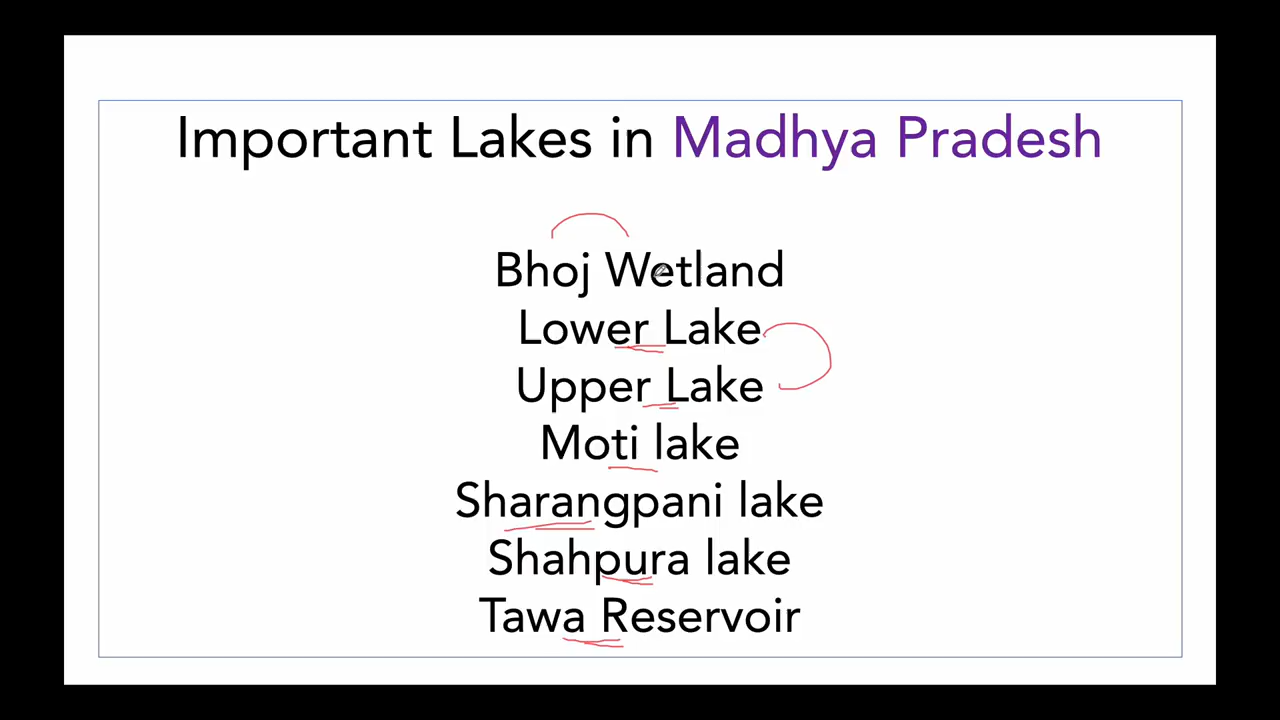 Important Lakes in Madhya Pradesh
Bhoj Wetland
Lower Lake
Upper Lake
Moti lake
Sharangpani lake
Shahpura lake
Tawa Reservoir